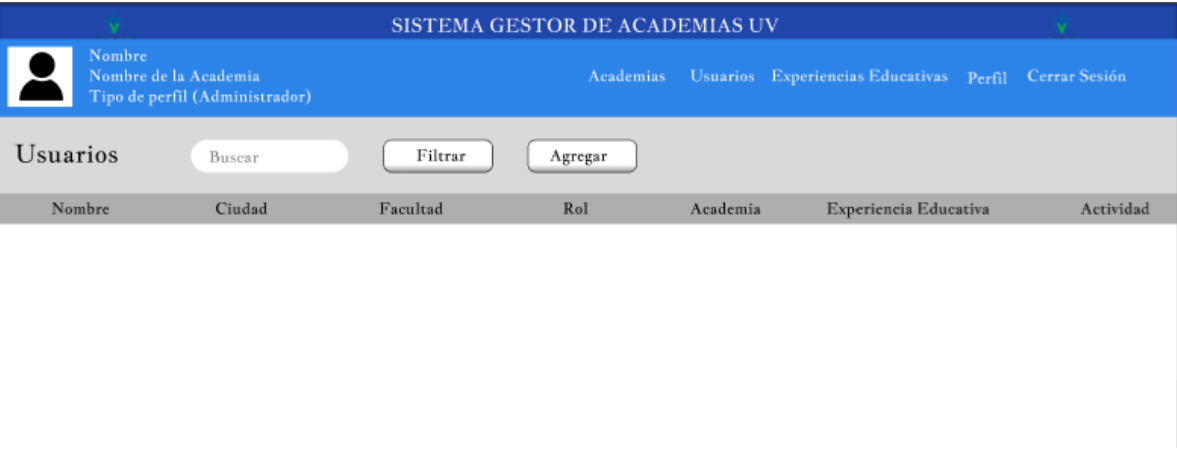 SISTEMA GESTOR DE ACADEMIAS UV
Nombre
Nombre de la Academia
Tipo de perfil (Administrador)
Academias Usuarios Experiencias Educativas Perfil Cerrar Sesión
Usuarios Buscar Filtrar Agregar
Nombre Ciudad Facultad Rol Academia Experiencia Educativa Actividad